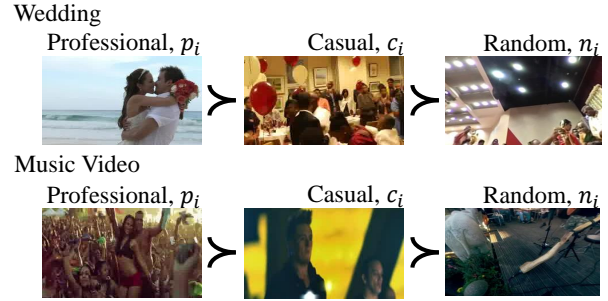 Wedding
Professional, p_i ≻ Casual, c_i ≻ Random, n_i
Music Video
Professional, p_i ≻ Casual, c_i ≻ Random, n_i